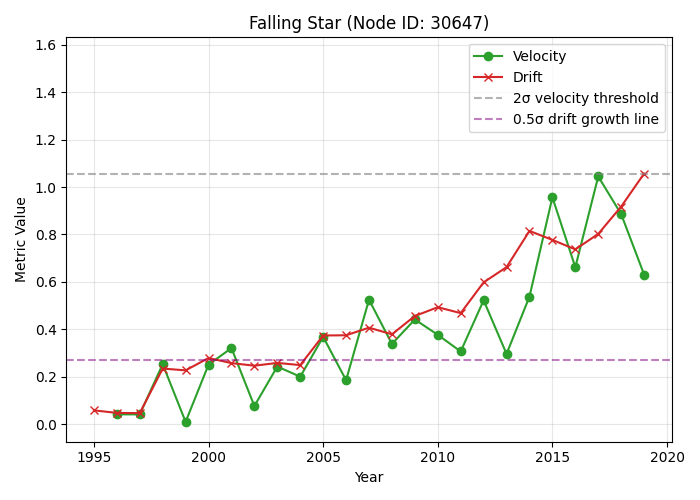 Falling Star (Node ID: 30647)
Metric Value
1.6
1.4
1.2
1.0
0.8
0.6
0.4
0.2
0.0
Velocity
Drift
2σ velocity threshold
0.5σ drift growth line
1995 2000 2005 2010 2015 2020
Year